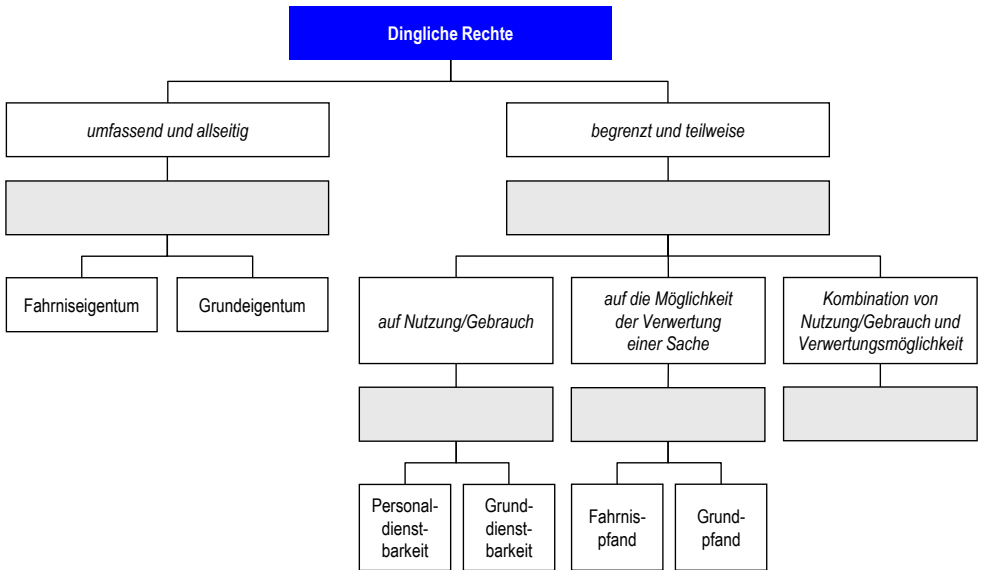 Dingliche Rechte
umfassend und allseitig
begrenzt und teilweise
Fahrniseigentum
Grundeigentum
auf Nutzung/Gebrauch
auf die Möglichkeit
der Verwertung
einer Sache
Kombination von
Nutzung/Gebrauch und
Verwertungsmöglichkeit
Personal-
dienst-
barkeit
Grund-
dienst-
barkeit
Fahrnis-
pfand
Grund-
pfand